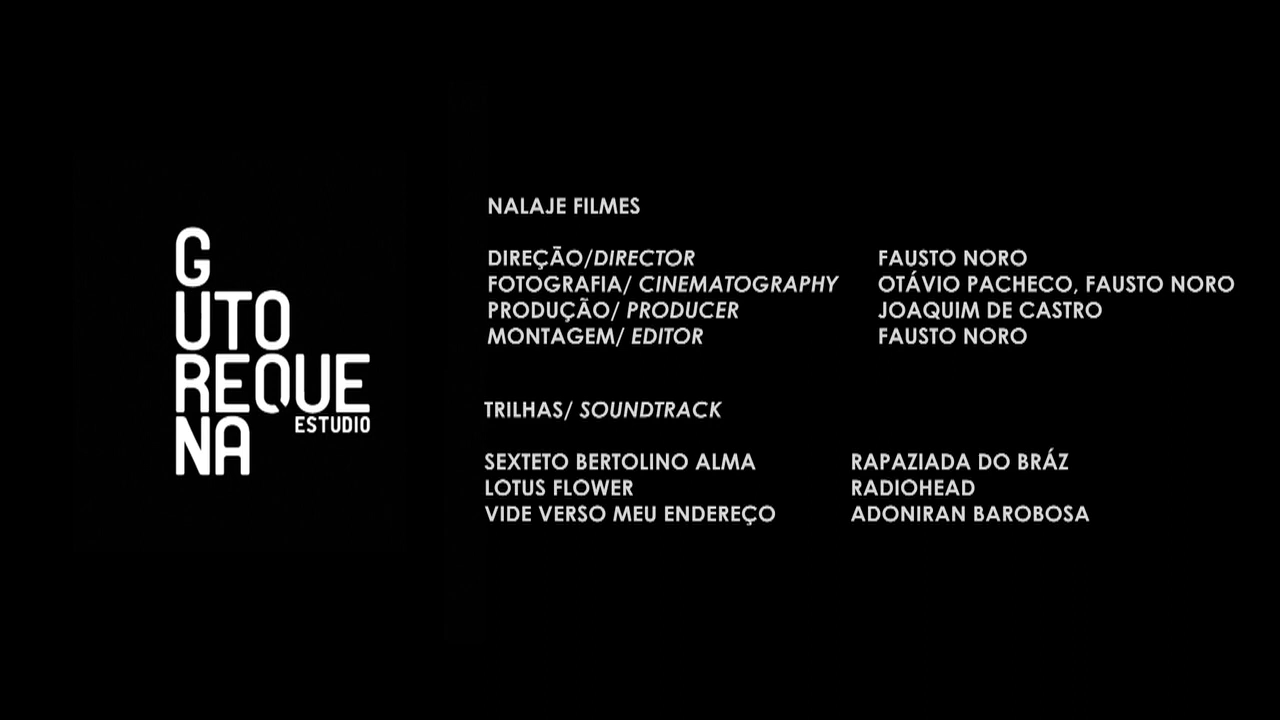 G
UTO
REQUE
NA
ESTUDIO
NALAJE FILMES
DIREÇÃO/DIRECTOR FAUSTO NORO
FOTOGRAFIA/ CINEMATOGRAPHY OTÁVIO PACHECO, FAUSTO NORO
PRODUÇÃO/ PRODUCER JOAQUIM DE CASTRO
MONTAGEM/ EDITOR FAUSTO NORO
TRILHAS/ SOUNDTRACK
SEXTETO BERTOLINO ALMA RAPAZIADA DO BRÁZ
LOTUS FLOWER RADIOHEAD
VIDE VERSO MEU ENDEREÇO ADONIRAN BAROBOSA